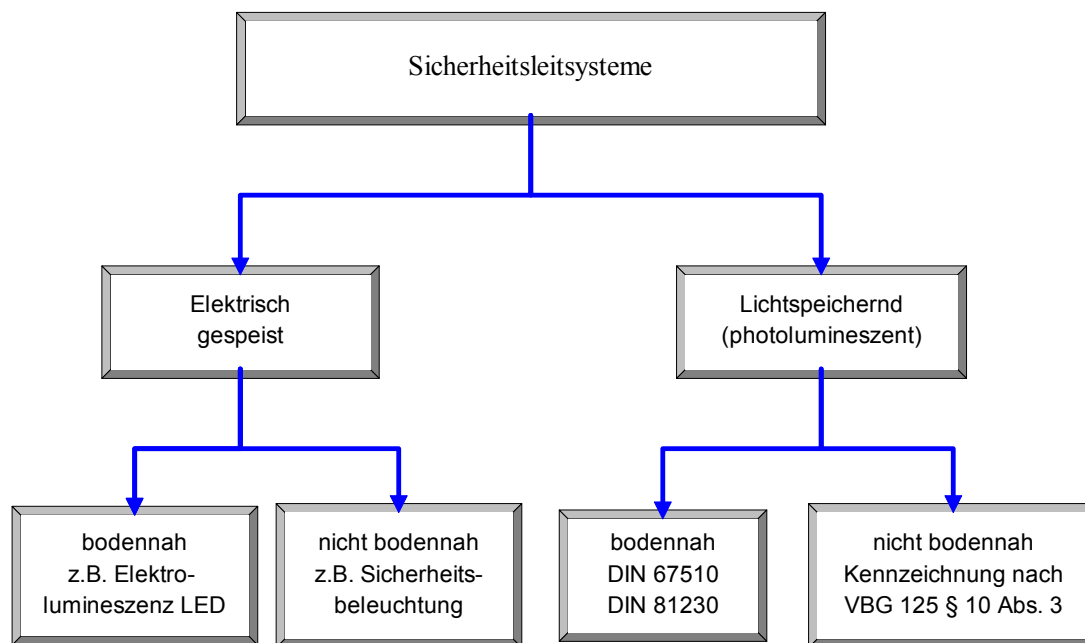 Sicherheitsleitsysteme
Elektrisch
gespeist
Lichtspeichernd
(photolumineszent)
bodennah
z.B. Elektro-
lumineszenz LED
nicht bodennah
z.B. Sicherheits-
beleuchtung
bodennah
DIN 67510
DIN 81230
nicht bodennah
Kennzeichnung nach
VBG 125 § 10 Abs. 3